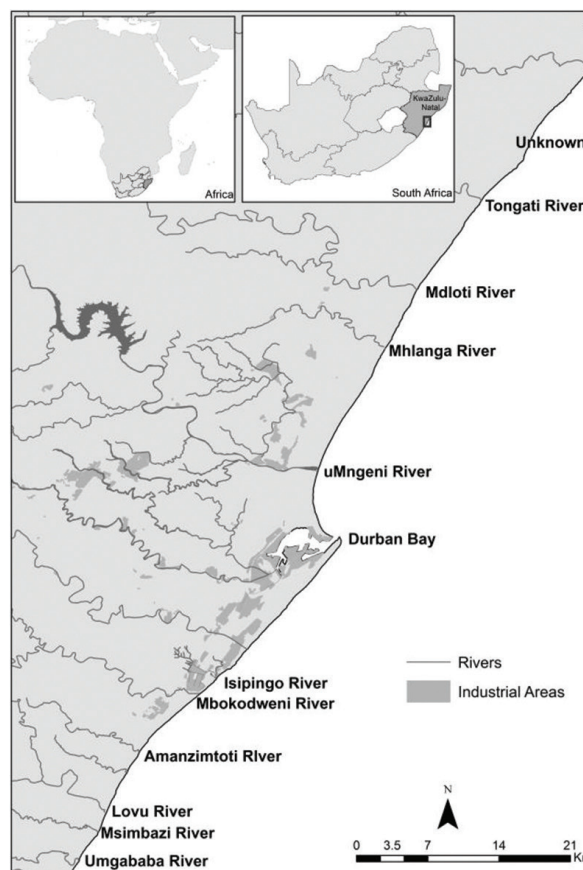 KwaZulu-
Natal
Africa
South Africa
Unknown
Tongati River
Mdloti River
Mhlanga River
uMngeni River
Durban Bay
Rivers
Industrial Areas
Isipingo River
Mbokodweni River
Amanzimtoti RIver
Lovu River
Msimbazi River
Umgababa River
N
0 3.5 7 14 21